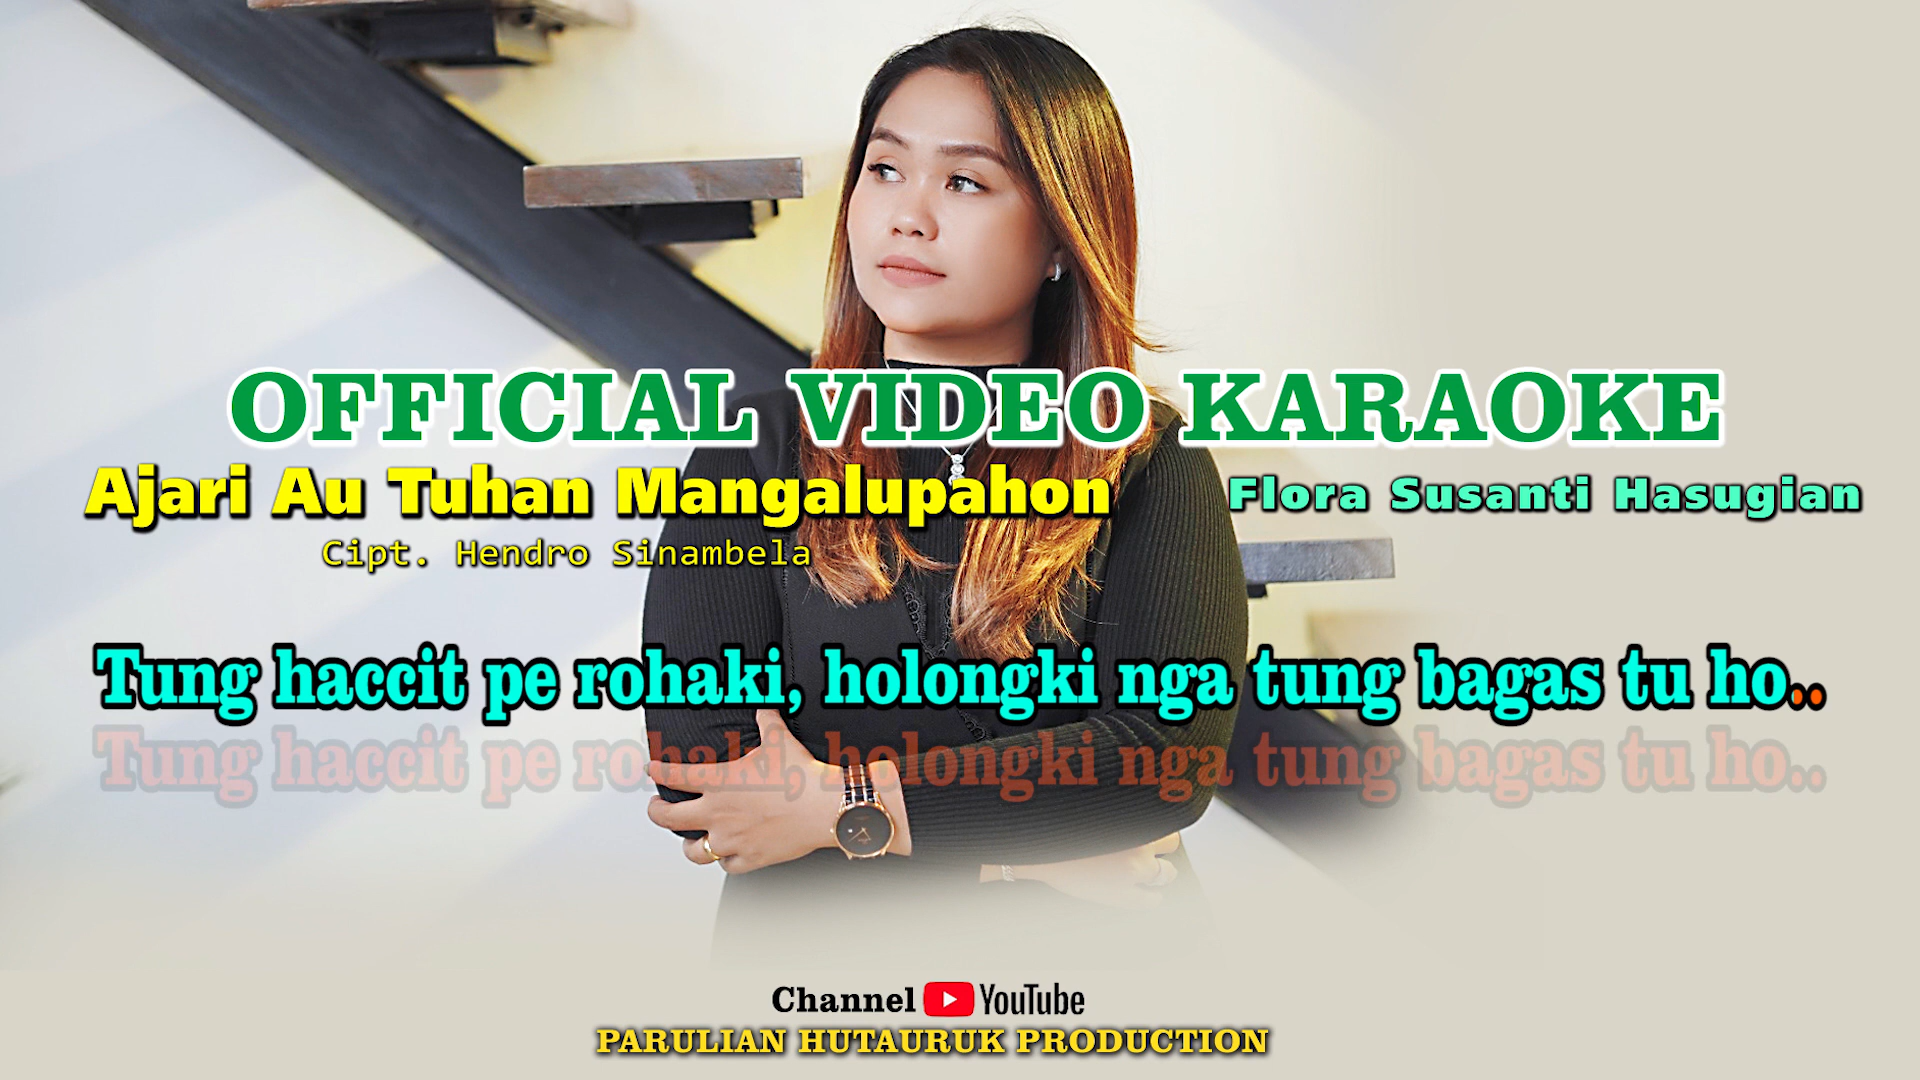 OFFICIAL VIDEO KARAOKE
Ajari Au Tuhan Mangalupahon
Flora Susanti Hasugian
Cipt. Hendro Sinambela
Tung haccit pe rohaki, holongki nga tung bagas tu ho..
Tung haccit pe rohaki, holongki nga tung bagas tu ho..
Channel YouTube
PARULIAN HUTAURUK PRODUCTION